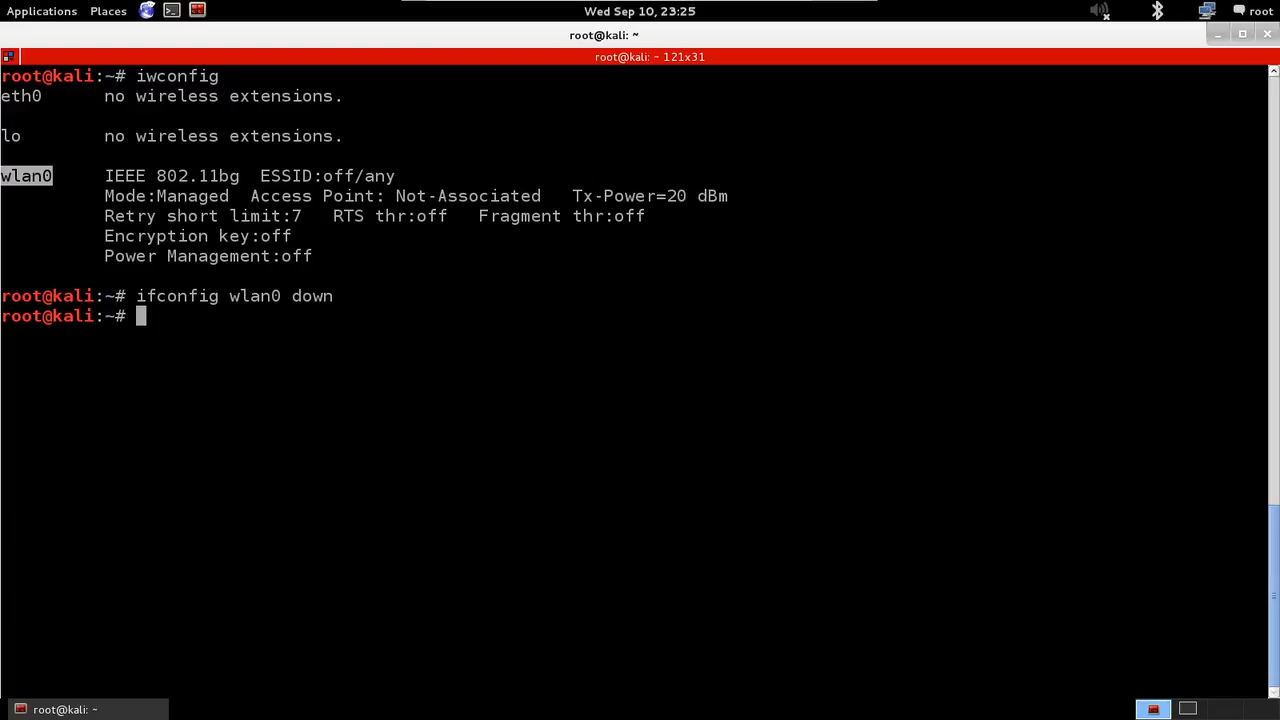 Applications Places Wed Sep 10, 23:25 root
root@kali: ~
root@kali: ~ 121x31
root@kali:~# iwconfig
eth0 no wireless extensions.
lo no wireless extensions.
wlan0 IEEE 802.11bg ESSID:off/any
Mode:Managed Access Point: Not-Associated Tx-Power=20 dBm
Retry short limit:7 RTS thr:off Fragment thr:off
Encryption key:off
Power Management:off
root@kali:~# ifconfig wlan0 down
root@kali:~#
root@kali: ~